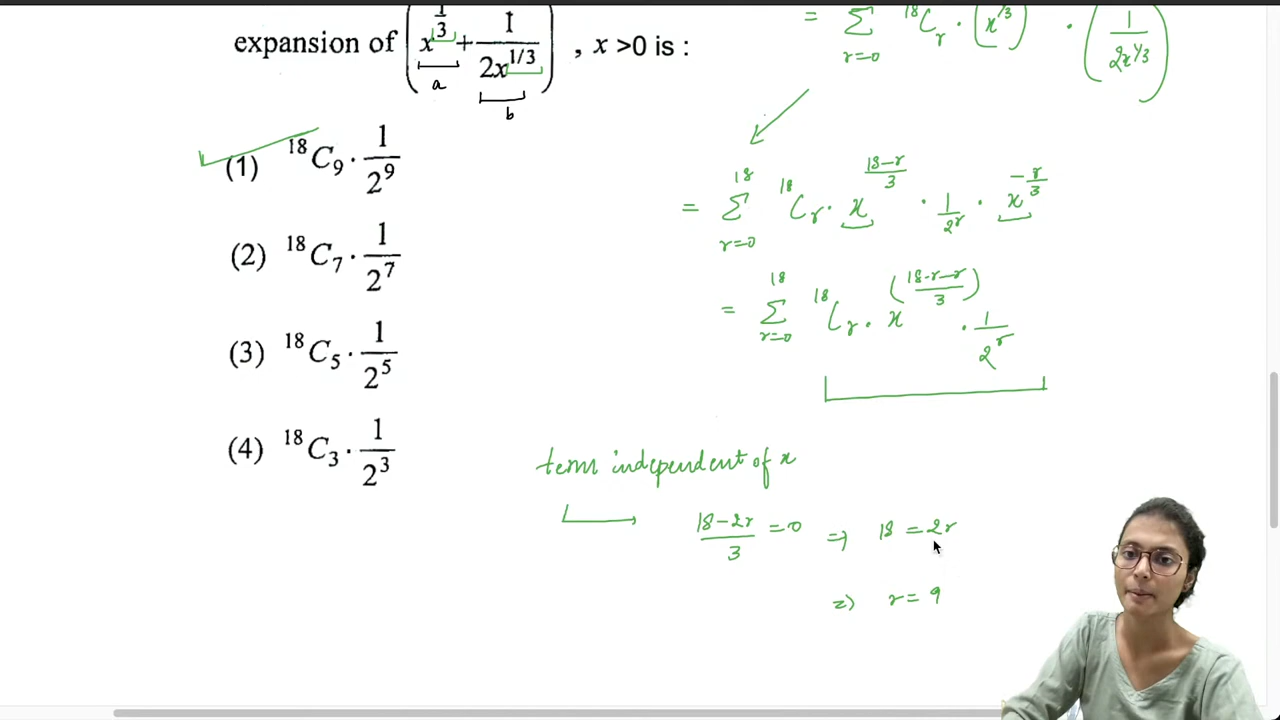 expansion of (x^{1/3} + 1/(2x^{1/3})), x >0 is :
a
b
(1) ^{18}C_9 · 1/2^9
(2) ^{18}C_7 · 1/2^7
(3) ^{18}C_5 · 1/2^5
(4) ^{18}C_3 · 1/2^3
= Σ_{r=0} ^{18}C_r · (x^{1/3}) · (1/(2x^{1/3}))
= Σ_{r=0}^{18} ^{18}C_r · x^{(18-r)/3} · 1/2^r · x^{-r/3}
= Σ_{r=0}^{18} ^{18}C_r · x^{((18-r-r)/3)} · 1/2^r
term independent of x
(18-2r)/3 = 0 ⇒ 18 = 2r
⇒ r = 9